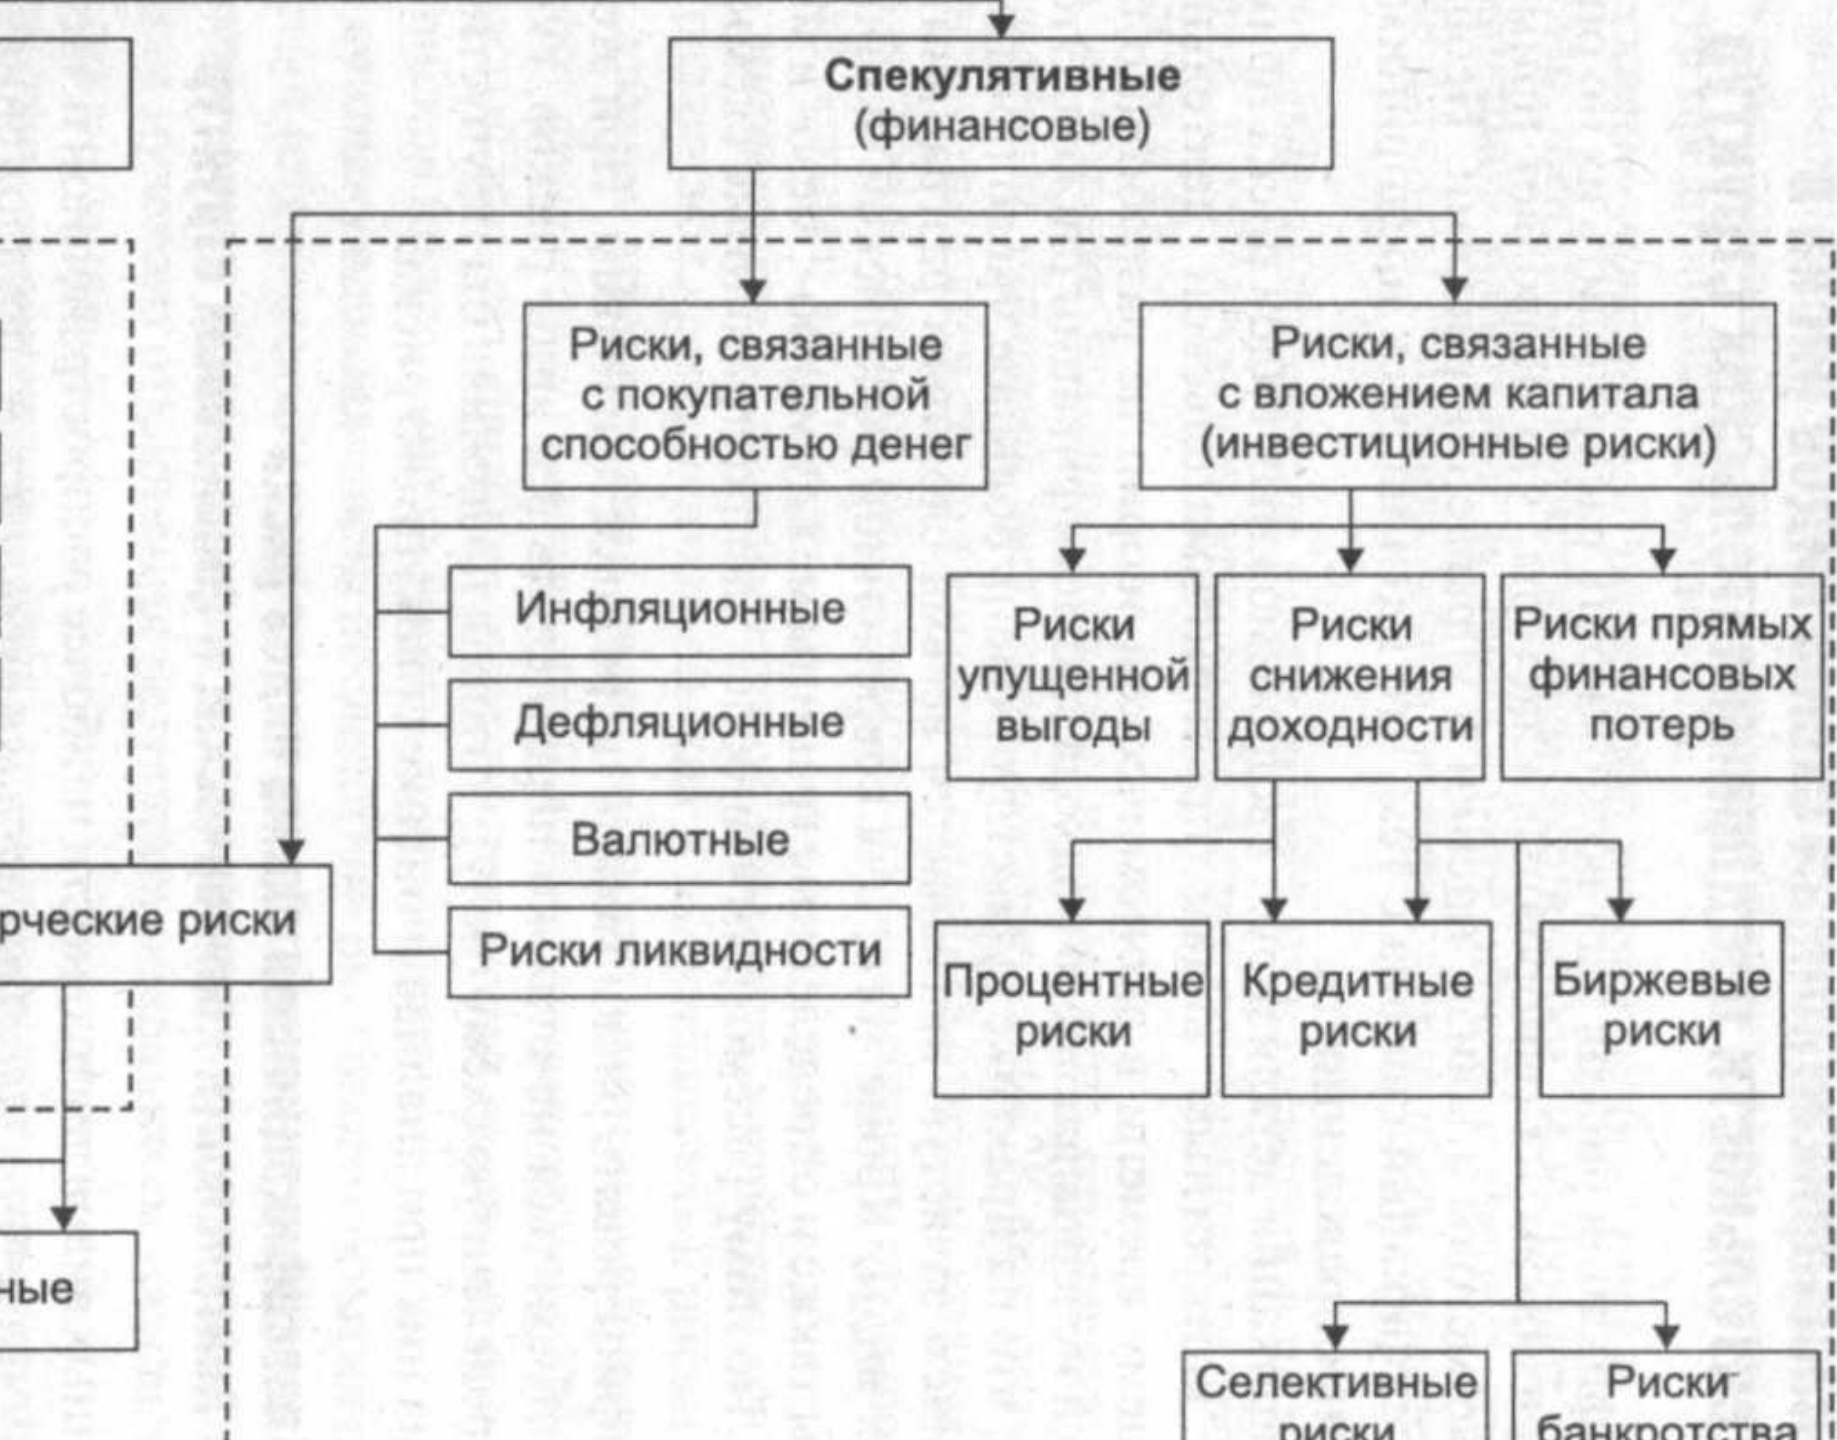 Спекулятивные
(финансовые)
Риски, связанные
с покупательной
способностью денег
Риски, связанные
с вложением капитала
(инвестиционные риски)
Инфляционные
Дефляционные
Валютные
Риски ликвидности
Риски
упущенной
выгоды
Риски
снижения
доходности
Риски прямых
финансовых
потерь
рческие риски
Процентные
риски
Кредитные
риски
Биржевые
риски
ные
Селективные
риски
Риски
банкротства